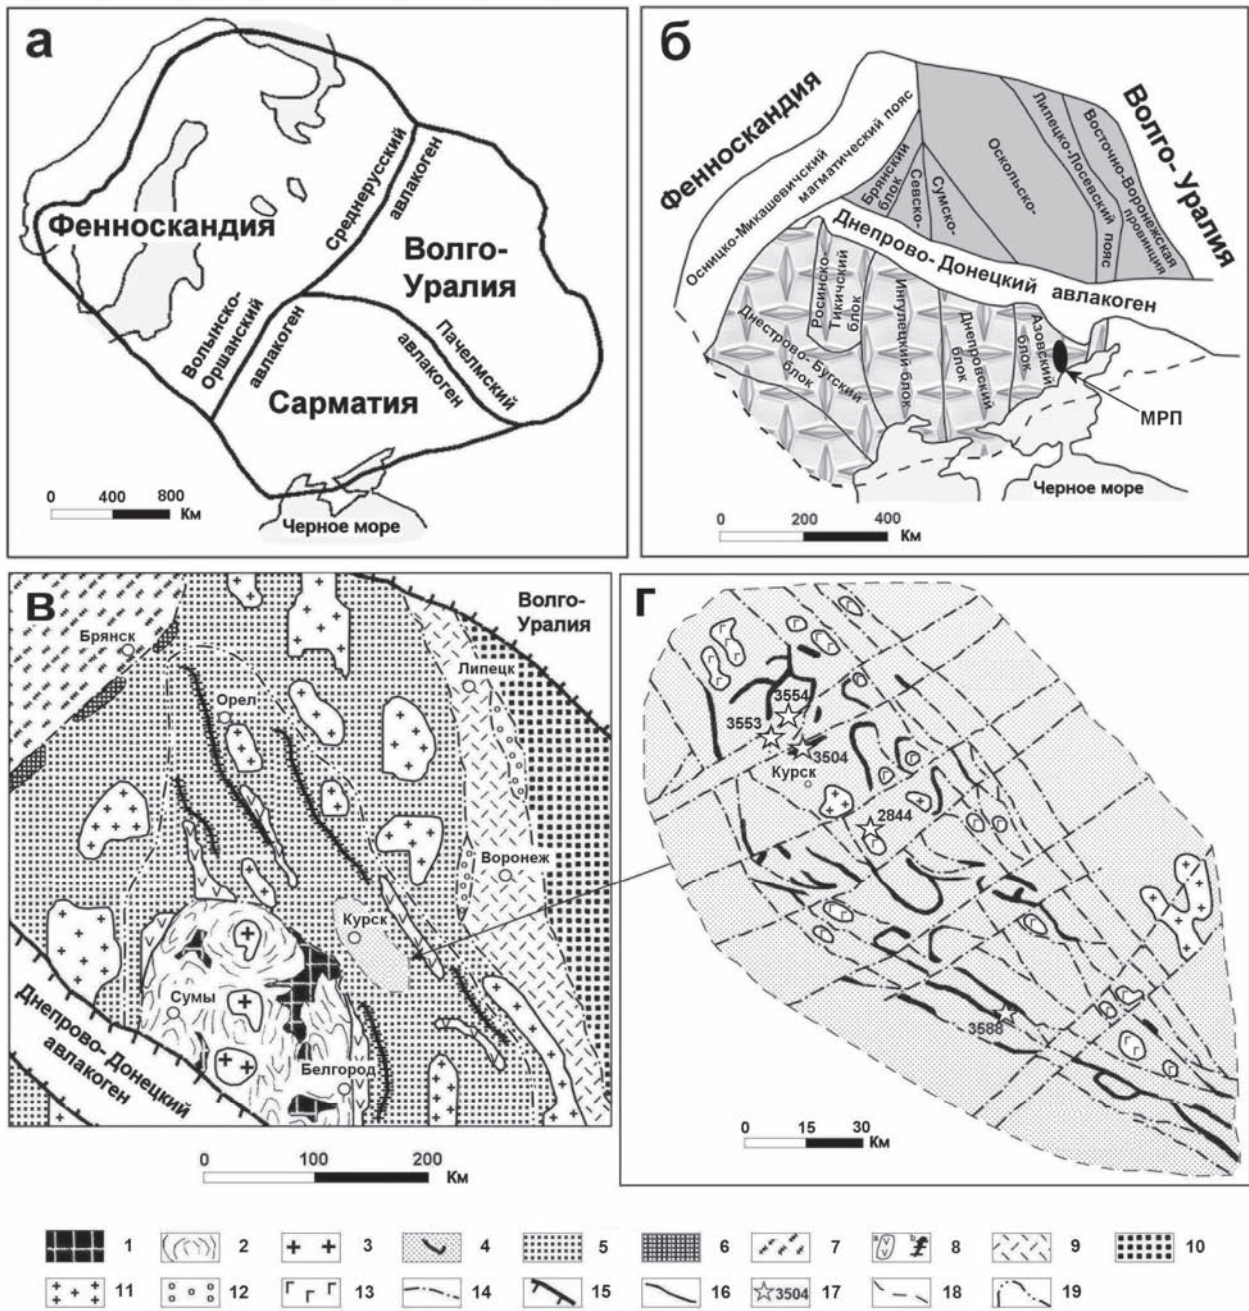 а
Фенноскандия
Среднерусский
авлакоген
Волго-
Уралия
Волынско-
Оршанский
авлакоген
Пачелмский
авлакоген
Сарматия
0 400 800
Км
Черное море
б
Фенноскандия
Волго- Уралия
Осницко-Микашевичский
магматический пояс
Брянский
блок
Севско-
Сумско-
Оскольско-
Липецко-Лосевский пояс
Восточно-Воронежская
провинция
Днепрово-Донецкий авлакоген
Росинско-
Тикичский
блок
Днестрово-Бугский
блок
Ингулецкий блок
Днепровский
блок
Азовский
блок
МРП
Черное море
0 200 400
Км
в
Волго-
Уралия
Брянск
Липецк
Орел
Воронеж
Курск
Сумы
Белгород
Днепрово-Донецкий
авлакоген
0 100 200
Км
г
3554
3553
3504
Курск
2844
3588
0 15 30
Км
1 2 3 4 5 6 7 а b 8 9 10
11 12 13 14 15 16 3504 17 18 19